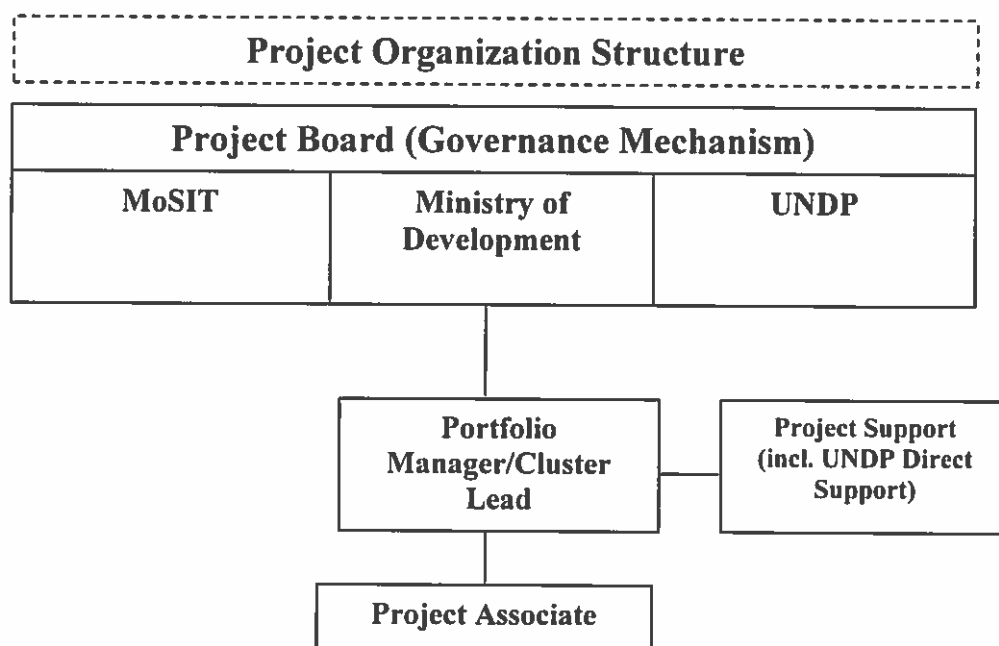 Project Organization Structure
Project Board (Governance Mechanism)
MoSIT
Ministry of
Development
UNDP
Portfolio
Manager/Cluster
Lead
Project Support
(incl. UNDP Direct
Support)
Project Associate